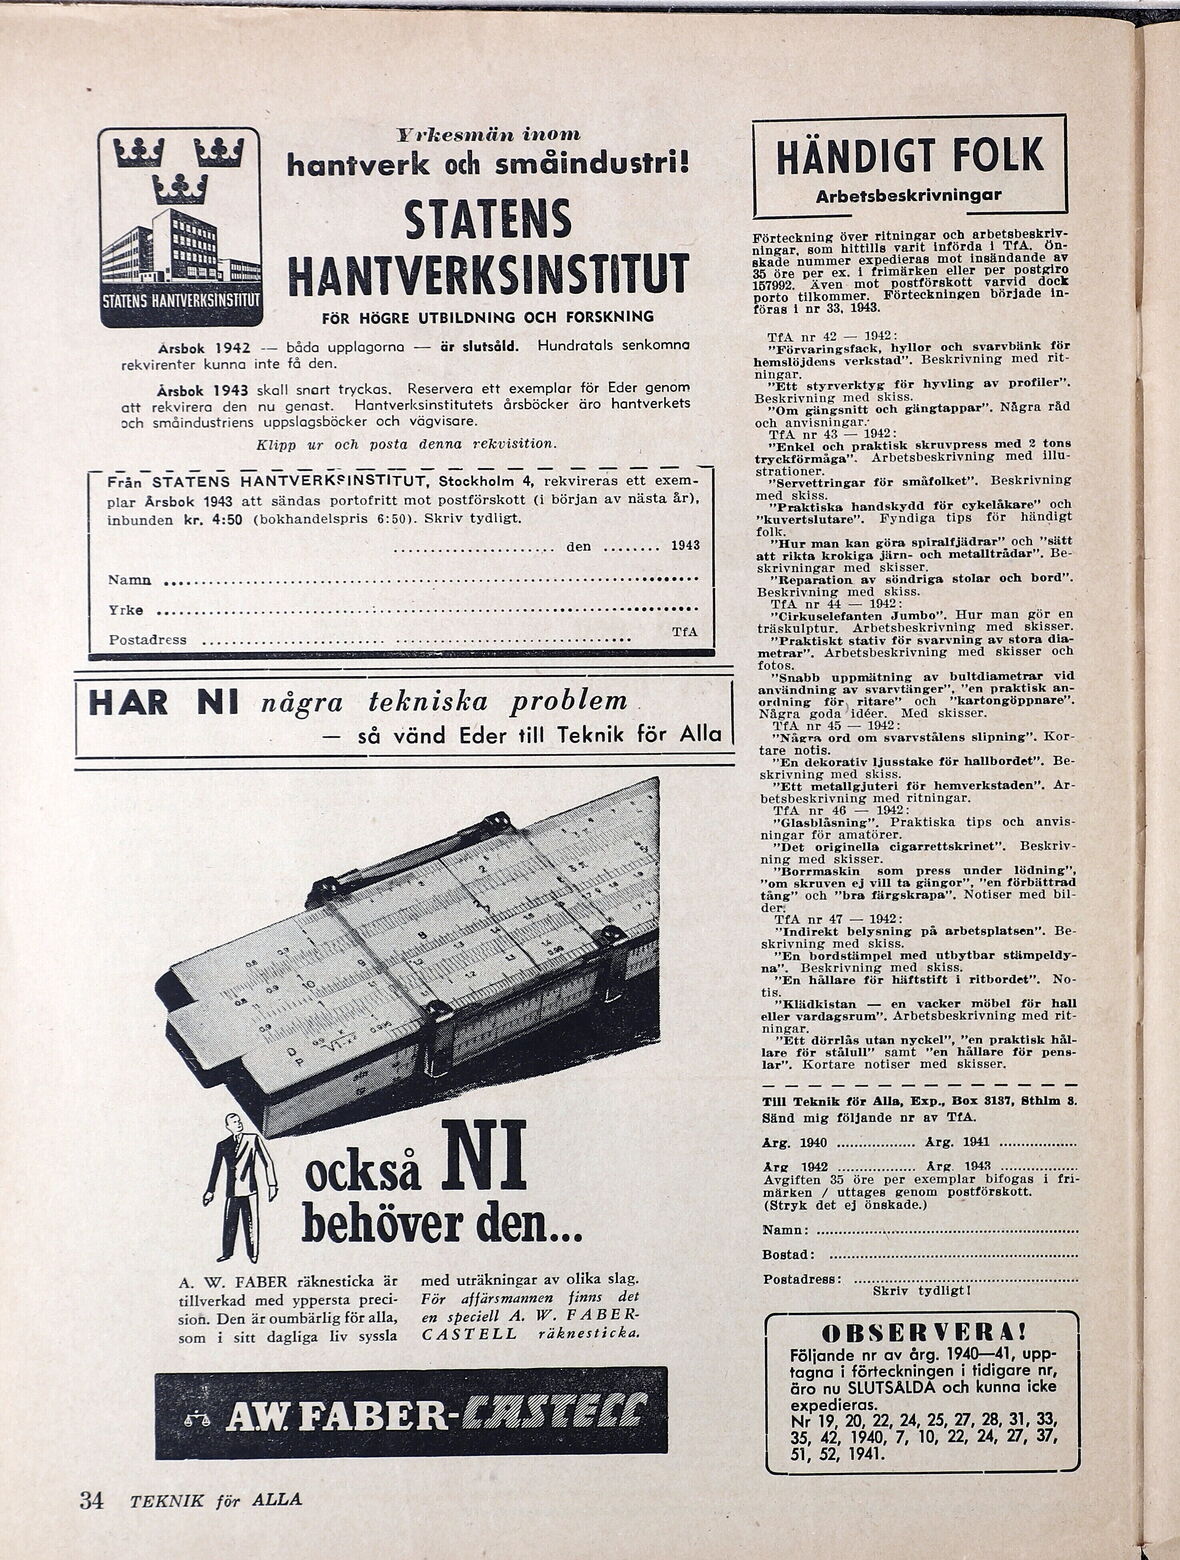 STATENS HANTVERKSINSTITUT
Yrkesmän inom
hantverk och småindustri!
STATENS
HANTVERKSINSTITUT
FÖR HÖGRE UTBILDNING OCH FORSKNING
Årsbok 1942 — båda upplagorna — är slutsåld. Hundratals senkomna
rekvirenter kunna inte få den.
Årsbok 1943 skall snart tryckas. Reservera ett exemplar för Eder genom
att rekvirera den nu genast. Hantverksinstitutets årsböcker äro hantverkets
och småindustriens uppslagsböcker och vägvisare.
Klipp ur och posta denna rekvisition.
Från STATENS HANTVERKSINSTITUT, Stockholm 4, rekvireras ett exem-
plar Årsbok 1943 att sändas portofritt mot postförskott (i början av nästa år),
inbunden kr. 4:50 (bokhandelspris 6:50). Skriv tydligt.
..................... den ........ 1943
Namn ..........................................
Yrke ..........................................
Postadress .................................... TfA
HAR NI några tekniska problem
— så vänd Eder till Teknik för Alla
också NI
behöver den...
A. W. FABER räknesticka är
tillverkad med yppersta preci-
sion. Den är oumbärlig för alla,
som i sitt dagliga liv syssla
med uträkningar av olika slag.
För affärsmannen finns det
en speciell A. W. FABER-
CASTELL räknesticka.
A.W. FABER-CASTELL
34 TEKNIK för ALLA
HÄNDIGT FOLK
Arbetsbeskrivningar
Förteckning över ritningar och arbetsbeskriv-
ningar, som hittills varit införda i TfA. Ön-
skade nummer expedieras mot insändande av
35 öre per ex. i frimärken eller per postgiro
157992. Även mot postförskott varvid dock
porto tillkommer. Förteckningen började in-
föras i nr 33, 1943.
TfA nr 42 — 1942:
"Förvaringsfack, hyllor och svarvbänk för
hemslöjdens verkstad". Beskrivning med rit-
ningar.
"Ett styrverktyg för hyvling av profiler".
Beskrivning med skiss.
"Om gängsnitt och gängtappar". Några råd
och anvisningar.
TfA nr 43 — 1942:
"Enkel och praktisk skruvpress med 2 tons
tryckförmåga". Arbetsbeskrivning med illu-
strationer.
"Servettringar för småfolket". Beskrivning
med skiss.
"Praktiska handskydd för cykelåkare" och
"kuvertslutare". Fyndiga tips för händigt
folk.
"Hur man kan göra spiralfjädrar" och "sätt
att rikta krokiga järn- och metalltrådar". Be-
skrivningar med skisser.
"Reparation av söndriga stolar och bord".
Beskrivning med skiss.
TfA nr 44 — 1942:
"Cirkuselefanten Jumbo". Hur man gör en
träskulptur. Arbetsbeskrivning med skisser.
"Praktiskt stativ för svarvning av stora dia-
metrar". Arbetsbeskrivning med skisser och
fotos.
"Snabb uppmätning av bultdiametrar vid
användning av svarvtänger", "en praktisk an-
ordning för ritare" och "kartongöppnare".
Några goda idéer. Med skisser.
TfA nr 45 — 1942:
"Några ord om svarvstålens slipning". Kor-
tare notis.
"En dekorativ ljusstake för hallbordet". Be-
skrivning med skiss.
"Ett metallgjuteri för hemverkstaden". Ar-
betsbeskrivning med ritningar.
TfA nr 46 — 1942:
"Glasblåsning". Praktiska tips och anvis-
ningar för amatörer.
"Det originella cigarrettskrinet". Beskriv-
ning med skisser.
"Borrmaskin som press under lödning",
"om skruven ej vill ta gängor", "en förbättrad
tång" och "bra färgskrapa". Notiser med bil-
der.
TfA nr 47 — 1942:
"Indirekt belysning på arbetsplatsen". Be-
skrivning med skiss.
"En bordstämpel med utbytbar stämpeldy-
na". Beskrivning med skiss.
"En hållare för häftstift i ritbordet". No-
tis.
"Klädkistan — en vacker möbel för hall
eller vardagsrum". Arbetsbeskrivning med rit-
ningar.
"Ett dörrlås utan nyckel", "en praktisk hål-
lare för stålull" samt "en hållare för pens-
lar". Kortare notiser med skisser.
Till Teknik för Alla, Exp., Box 3137, Sthlm 3.
Sänd mig följande nr av TfA.
Årg. 1940 ................. Årg. 1941 .................
Årg 1942 ................. Årg. 1943 .................
Avgiften 35 öre per exemplar bifogas i fri-
märken / uttages genom postförskott.
(Stryk det ej önskade.)
Namn: ..........................................
Bostad: ..........................................
Postadress: ..........................................
Skriv tydligt!
OBSERVERA!
Följande nr av årg. 1940—41, upp-
tagna i förteckningen i tidigare nr,
äro nu SLUTSÅLDA och kunna icke
expedieras.
Nr 19, 20, 22, 24, 25, 27, 28, 31, 33,
35, 42, 1940, 7, 10, 22, 24, 27, 37,
51, 52, 1941.